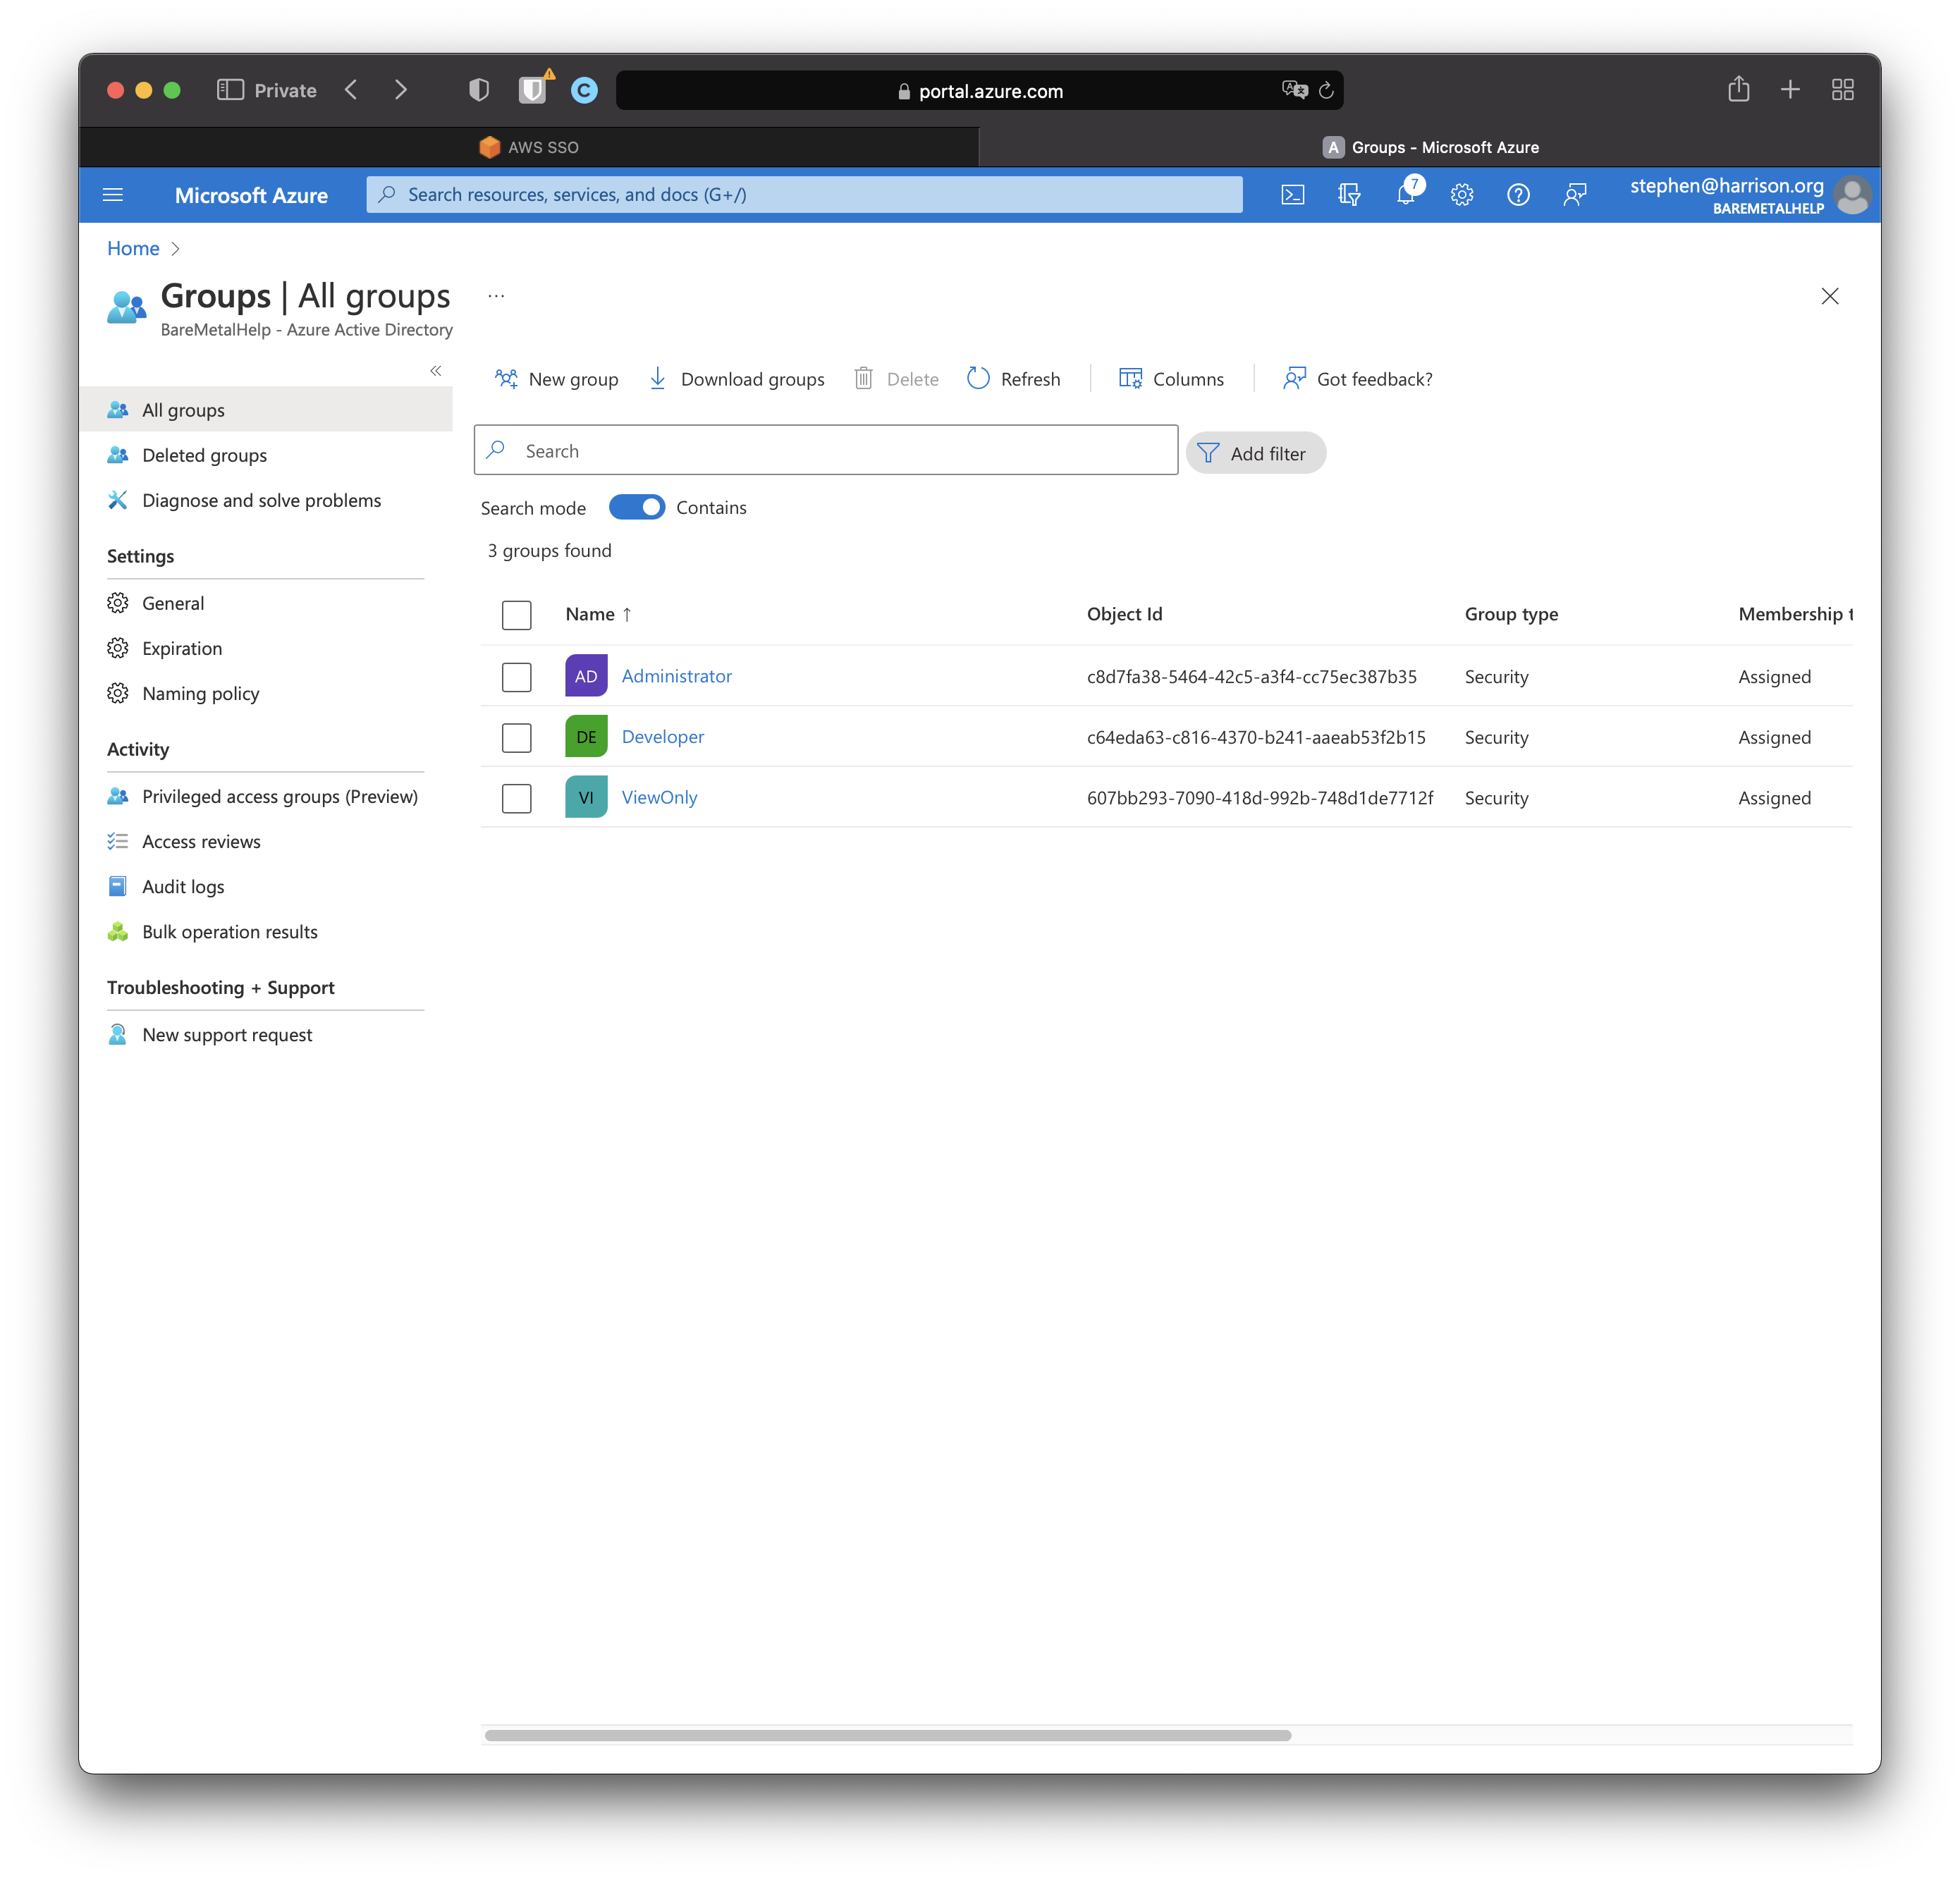 Private
C
portal.azure.com
AWS SSO
A Groups - Microsoft Azure
Microsoft Azure
Search resources, services, and docs (G+/)
7
stephen@harrison.org
BAREMETALHELP
Home >
Groups | All groups ...
BareMetalHelp - Azure Active Directory
«
New group
Download groups
Delete
Refresh
Columns
Got feedback?
All groups
Deleted groups
Diagnose and solve problems
Settings
General
Expiration
Naming policy
Activity
Privileged access groups (Preview)
Access reviews
Audit logs
Bulk operation results
Troubleshooting + Support
New support request
Search
Add filter
Search mode Contains
3 groups found
Name ↑ Object Id Group type Membership t
AD Administrator c8d7fa38-5464-42c5-a3f4-cc75ec387b35 Security Assigned
DE Developer c64eda63-c816-4370-b241-aaeab53f2b15 Security Assigned
VI ViewOnly 607bb293-7090-418d-992b-748d1de7712f Security Assigned